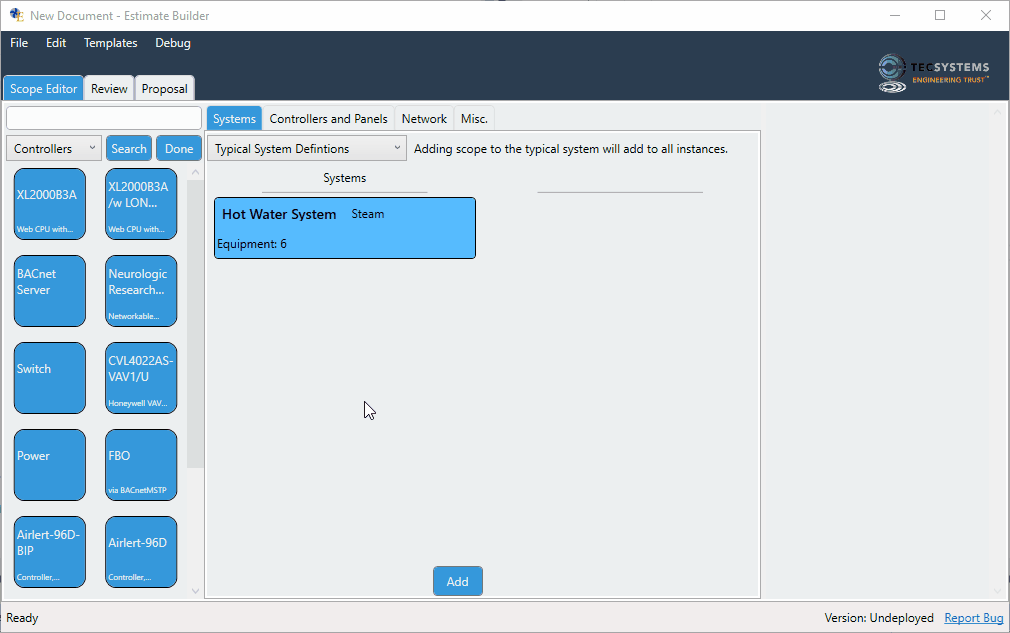 New Document - Estimate Builder
File Edit Templates Debug
TECSYSTEMS
ENGINEERING TRUST™
Scope Editor Review Proposal
Systems Controllers and Panels Network Misc.
Controllers Search Done
Typical System Defintions Adding scope to the typical system will add to all instances.
Systems
XL2000B3A
Web CPU with...
XL2000B3A
/w LON...
Web CPU with...
Hot Water System Steam
Equipment: 6
BACnet
Server
Neurologic
Research...
Networkable...
Switch
CVL4022AS-
VAV1/U
Honeywell VAV...
Power
FBO
via BACnetMSTP
Airlert-96D-
BIP
Controller,...
Airlert-96D
Controller,...
Add
Ready Version: Undeployed Report Bug